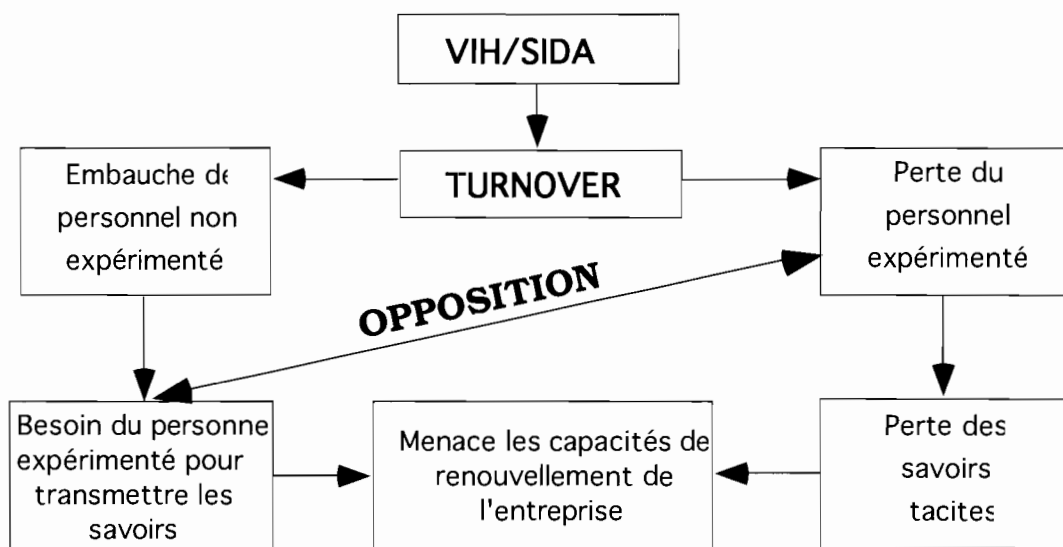 VIH/SIDA
TURNOVER
Embauche de
personnel non
expérimenté
Perte du
personnel
expérimenté
OPPOSITION
Besoin du personne
expérimenté pour
transmettre les
savoirs
Menace les capacités de
renouvellement de
l'entreprise
Perte des
savoirs
tacites